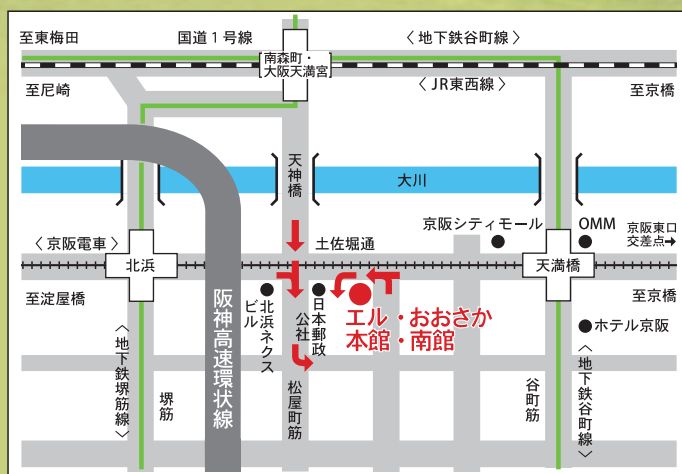 至東梅田
国道1号線
〈地下鉄谷町線〉
南森町・
大阪天満宮
至尼崎
〈JR東西線〉
至京橋
天神橋
大川
京阪シティモール
OMM
京阪東口
交差点→
〈京阪電車〉
土佐堀通
北浜
天満橋
至淀屋橋
至京橋
北浜ネクス
ビル
日本郵政
公社
エル・おおさか
本館・南館
ホテル京阪
阪神高速環状線
〈地下鉄堺筋線〉
堺筋
松屋町筋
谷町筋
〈地下鉄谷町線〉